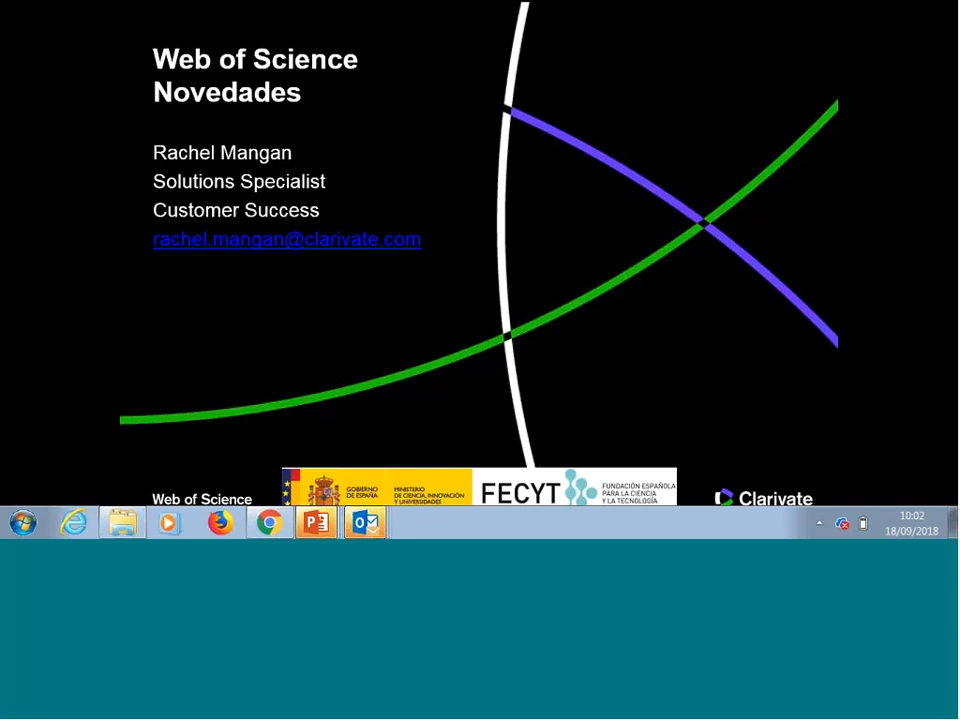 Web of Science
Novedades
Rachel Mangan
Solutions Specialist
Customer Success
rachel.mangan@clarivate.com
Web of Science
GOBIERNO
DE ESPAÑA
MINISTERIO
DE CIENCIA, INNOVACIÓN
Y UNIVERSIDADES
FECYT
FUNDACIÓN ESPAÑOLA
PARA LA CIENCIA
Y LA TECNOLOGÍA
Clarivate
10:02
18/09/2018